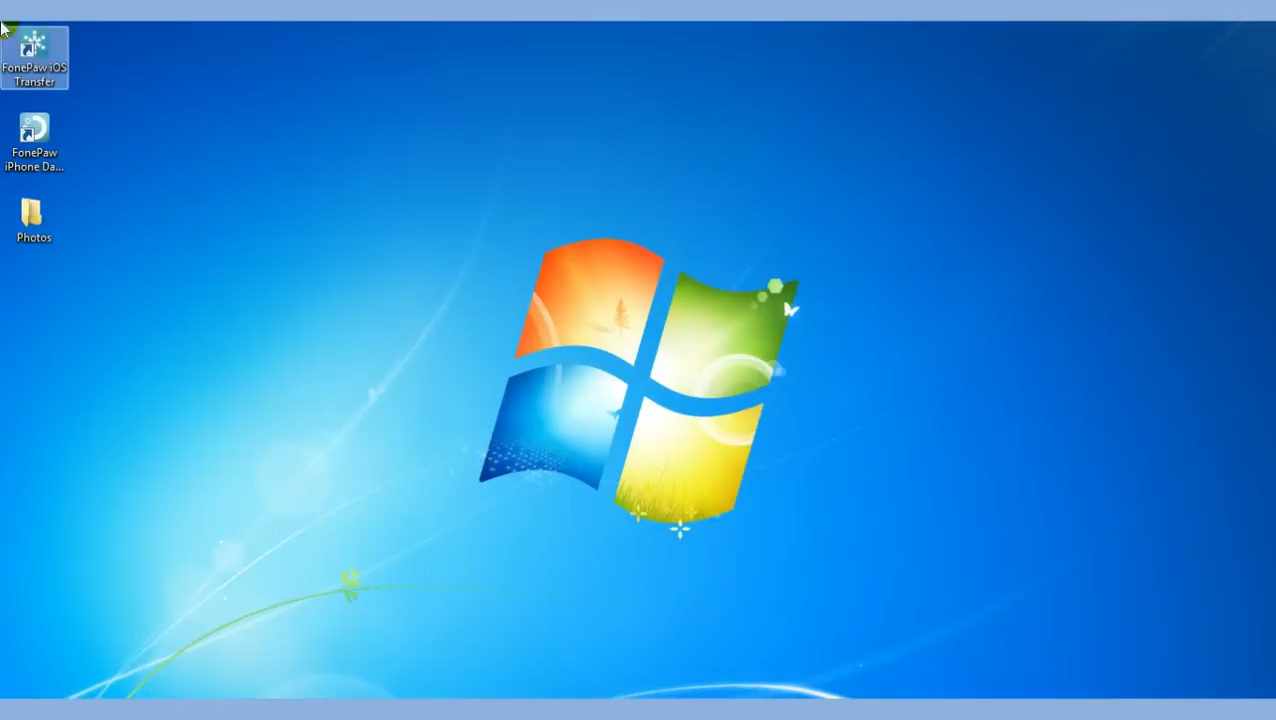 FonePaw iOS
Transfer
FonePaw
iPhone Da...
Photos